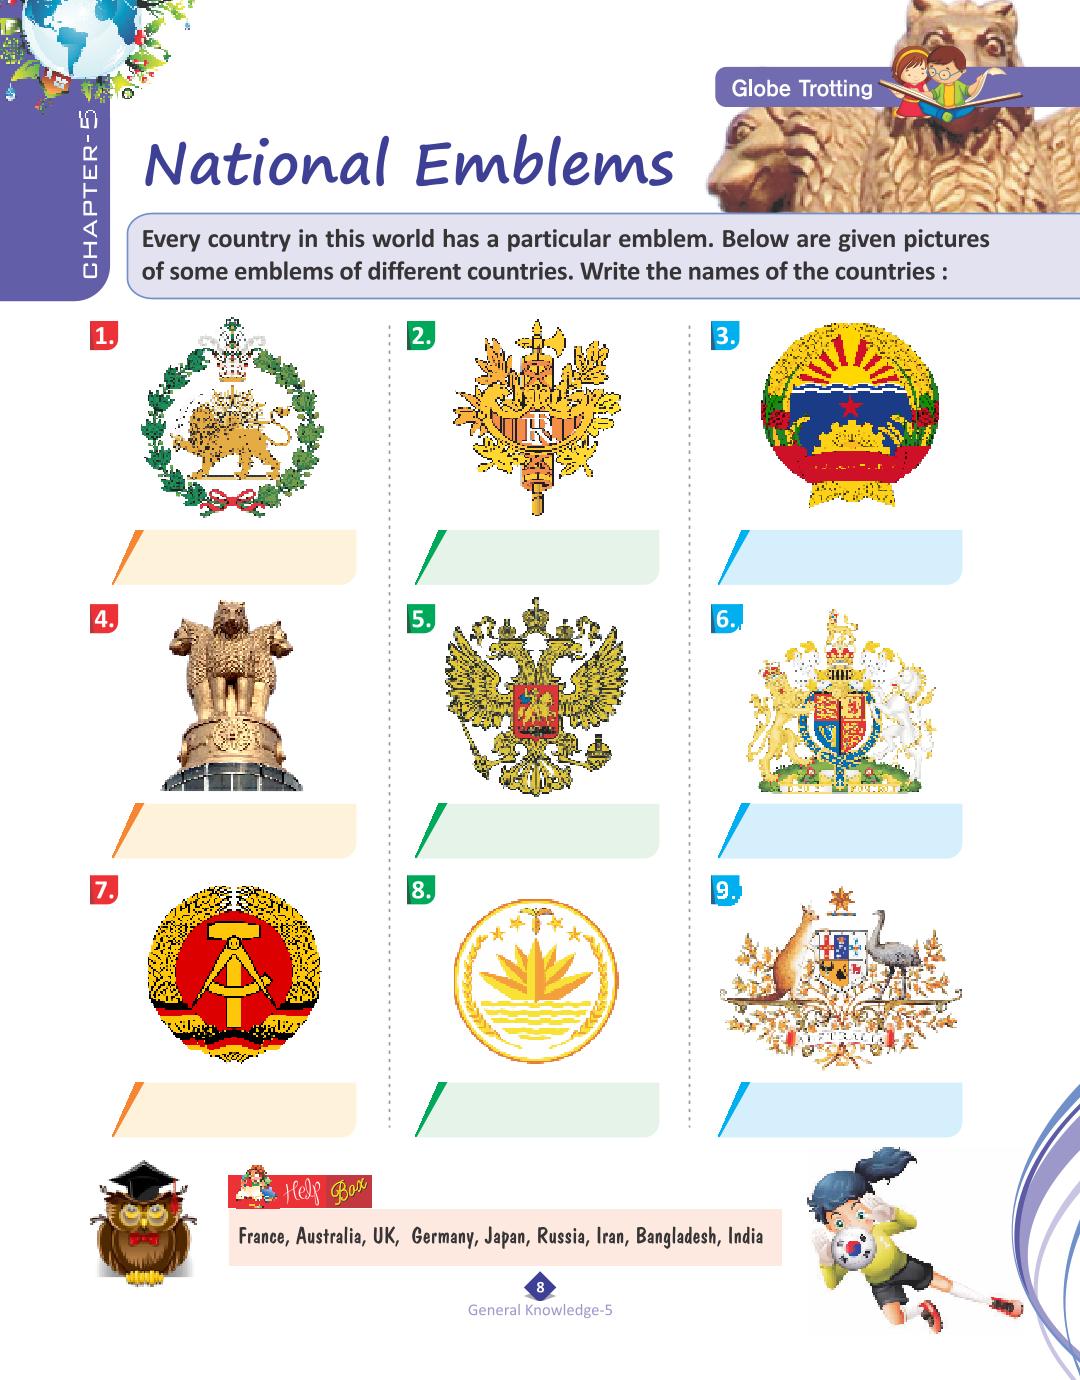 CHAPTER-5
Globe Trotting
National Emblems
Every country in this world has a particular emblem. Below are given pictures
of some emblems of different countries. Write the names of the countries :
1.
2.
3.
4.
5.
6.
7.
8.
9.
Help Box
France, Australia, UK, Germany, Japan, Russia, Iran, Bangladesh, India
8
General Knowledge-5